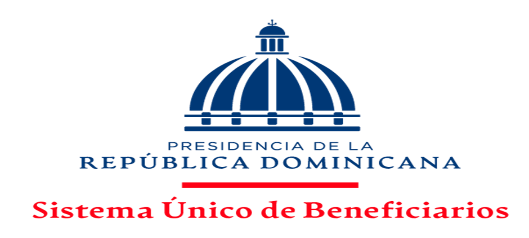 PRESIDENCIA DE LA
REPÚBLICA DOMINICANA
Sistema Único de Beneficiarios